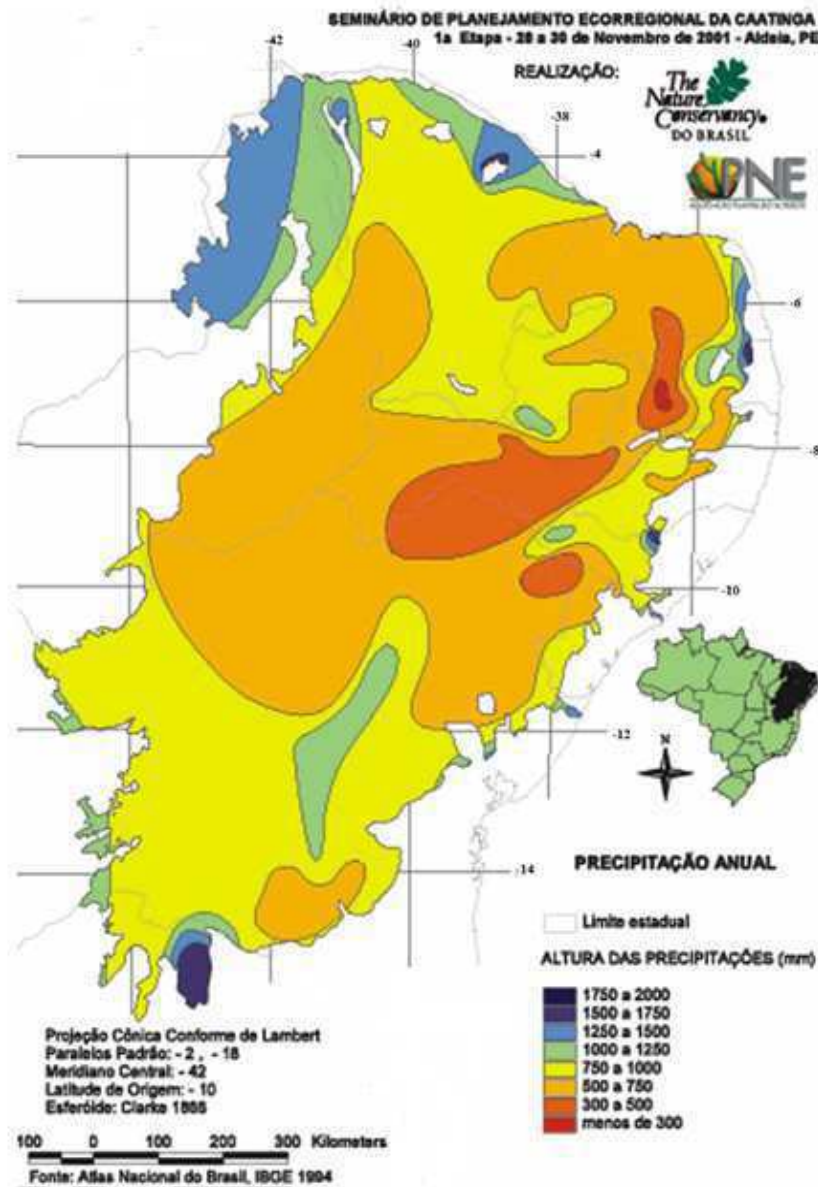 SEMINÁRIO DE PLANEJAMENTO ECORREGIONAL DA CAATINGA
1a Etapa - 28 a 30 de Novembro de 2001 - Aldeia, PE
REALIZAÇÃO:
The
Nature
Conservancy
DO BRASIL
PNE
-42
-40
-38
-4
-6
-8
-10
-12
-14
N
PRECIPITAÇÃO ANUAL
Limite estadual
ALTURA DAS PRECIPITAÇÕES (mm)
1750 a 2000
1500 a 1750
1250 a 1500
1000 a 1250
750 a 1000
500 a 750
300 a 500
menos de 300
Projeção Cônica Conforme de Lambert
Paralelos Padrão: - 2 , - 18
Meridiano Central: - 42
Latitude de Origem: - 10
Esferóide: Clarke 1866
100 0 100 200 300 Kilometers
Fonte: Atlas Nacional do Brasil, IBGE 1994